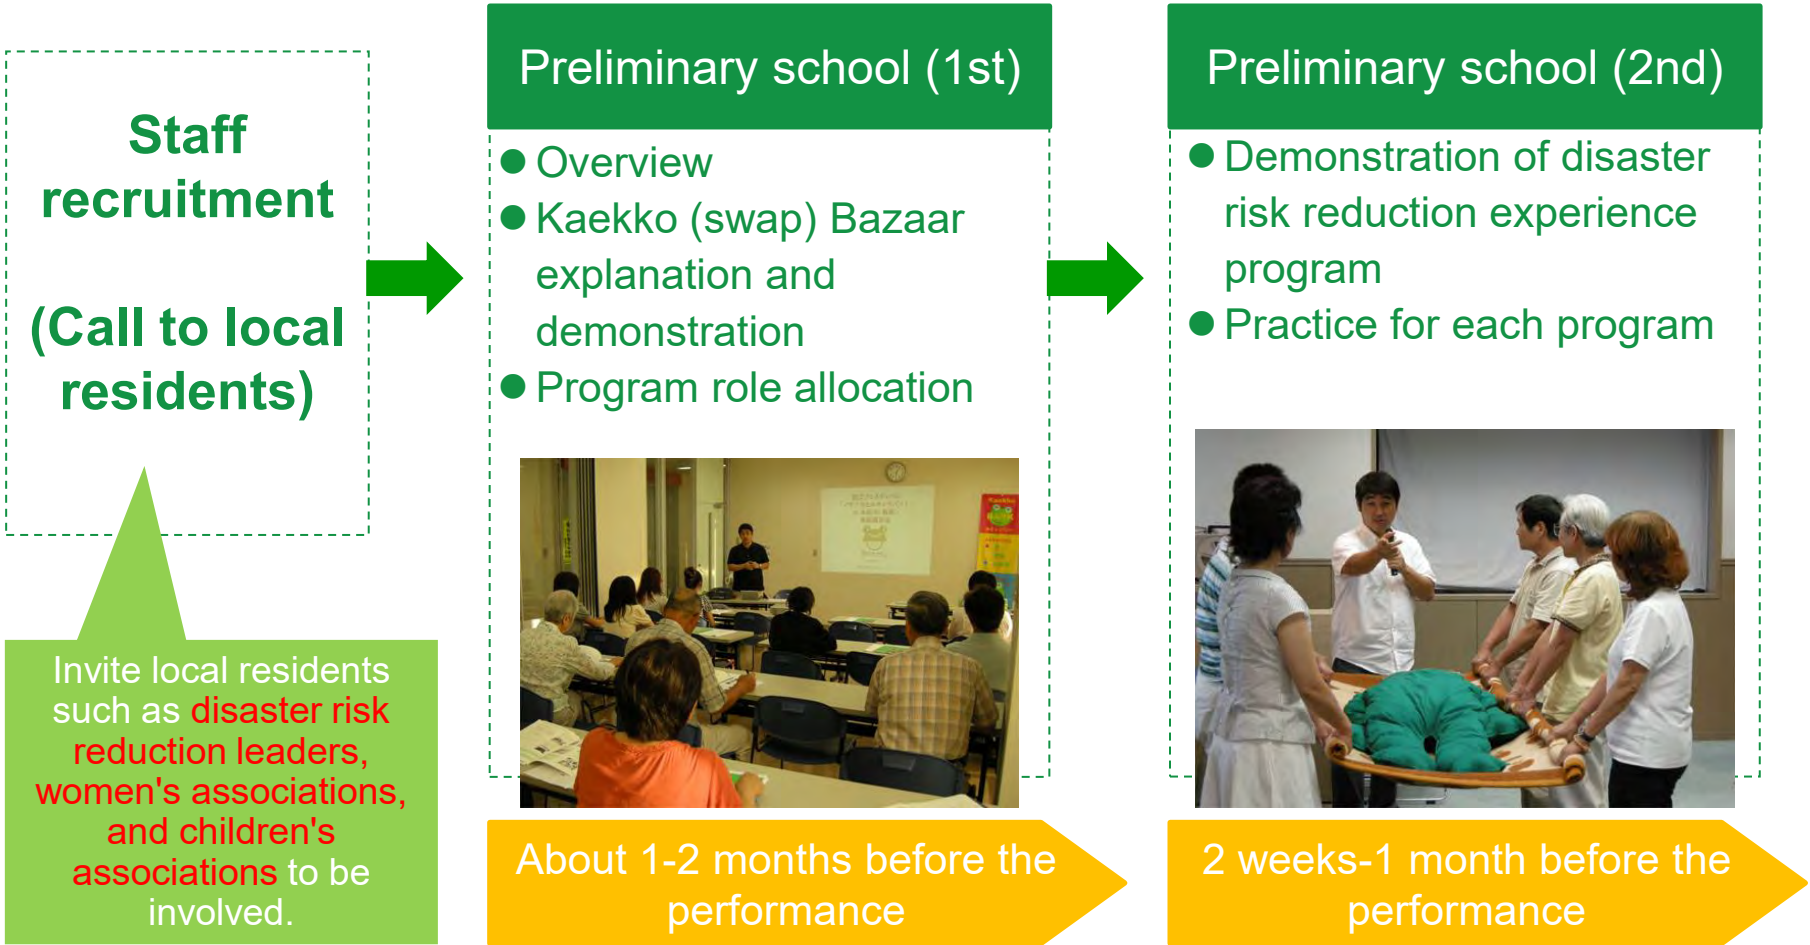 Staff
recruitment
(Call to local
residents)
Invite local residents
such as disaster risk
reduction leaders,
women's associations,
and children's
associations to be
involved.
Preliminary school (1st)
● Overview
● Kaekko (swap) Bazaar
explanation and
demonstration
● Program role allocation
Kaekko
About 1-2 months before the
performance
Preliminary school (2nd)
● Demonstration of disaster
risk reduction experience
program
● Practice for each program
2 weeks-1 month before the
performance